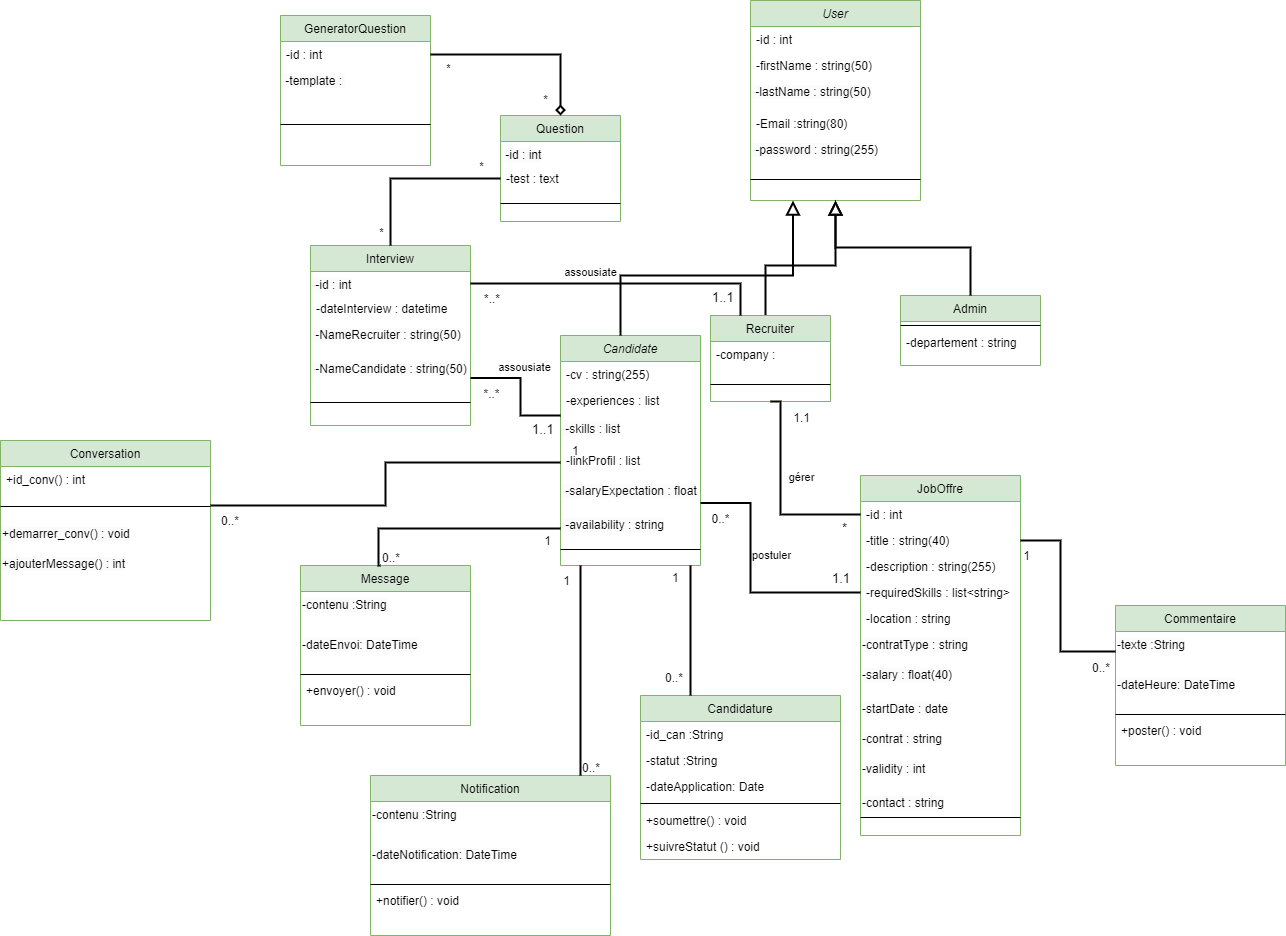 GeneratorQuestion
-id : int
-template :
*
*
Question
-id : int
-test : text
*
*
User
-id : int
-firstName : string(50)
-lastName : string(50)
-Email :string(80)
-password : string(255)
Interview
-id : int
-dateInterview : datetime
-NameRecruiter : string(50)
-NameCandidate : string(50)
assousiate
*..*
1..1
assousiate
*..*
1..1
Recruiter
-company :
Admin
-departement : string
Candidate
-cv : string(255)
-experiences : list
-skills : list
1
-linkProfil : list
-salaryExpectation : float
-availability : string
1.1
gérer
*
Conversation
+id_conv() : int
+demarrer_conv() : void
+ajouterMessage() : int
0..*
0..*
1
Message
-contenu :String
-dateEnvoi: DateTime
+envoyer() : void
0..*
postuler
1.1
JobOffre
-id : int
-title : string(40)
-description : string(255)
-requiredSkills : list<string>
-location : string
-contratType : string
-salary : float(40)
-startDate : date
-contrat : string
-validity : int
-contact : string
1
0..*
Commentaire
-texte :String
-dateHeure: DateTime
+poster() : void
1
1
0..*
Candidature
-id_can :String
-statut :String
-dateApplication: Date
+soumettre() : void
+suivreStatut () : void
0..*
Notification
-contenu :String
-dateNotification: DateTime
+notifier() : void